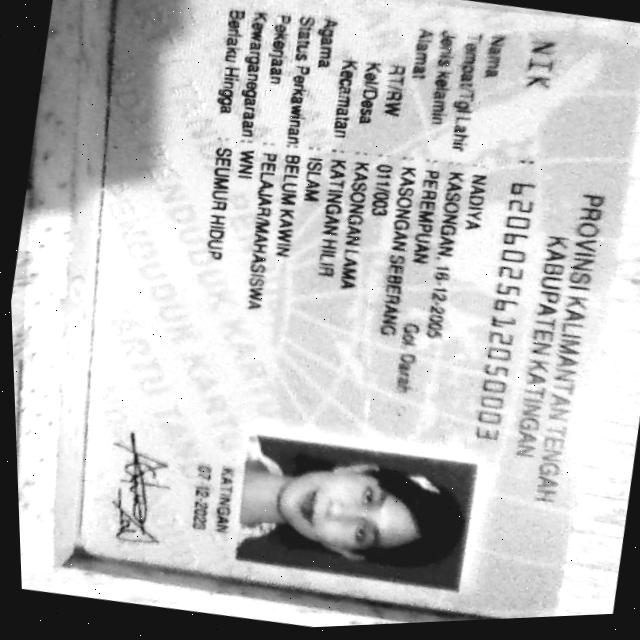 PROVINSI KALIMANTAN TENGAH
KABUPATEN KATINGAN
NIK : 6206025612050003
Nama : NADIYA
Tempat/Tgl Lahir : KASONGAN, 16-12-2005
Jenis kelamin : PEREMPUAN Gol. Darah
Alamat : KASONGAN SEBERANG
RT/RW : 011/003
Kel/Desa : KASONGAN LAMA
Kecamatan : KATINGAN HILIR
Agama : ISLAM
Status Perkawinan: BELUM KAWIN
Pekerjaan : PELAJAR/MAHASISWA
Kewarganegaraan: WNI
Berlaku Hingga : SEUMUR HIDUP
KATINGAN
07-12-2023